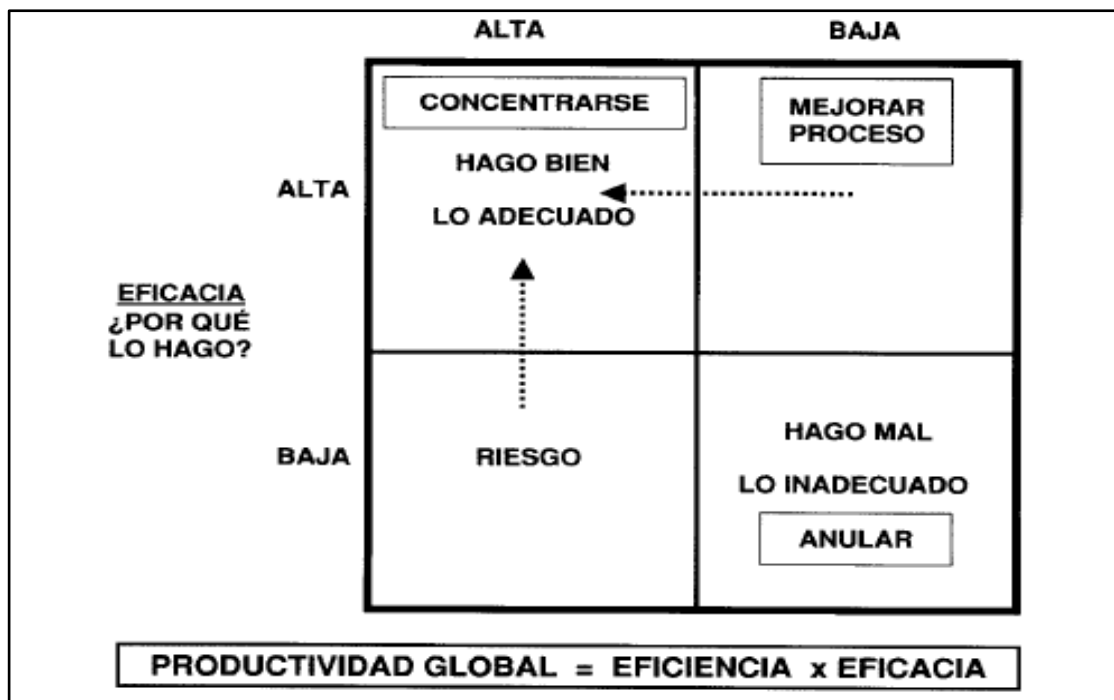 ALTA BAJA
CONCENTRARSE
MEJORAR
PROCESO
HAGO BIEN
ALTA
LO ADECUADO
EFICACIA
¿POR QUÉ
LO HAGO?
BAJA
RIESGO
HAGO MAL
LO INADECUADO
ANULAR
PRODUCTIVIDAD GLOBAL = EFICIENCIA x EFICACIA